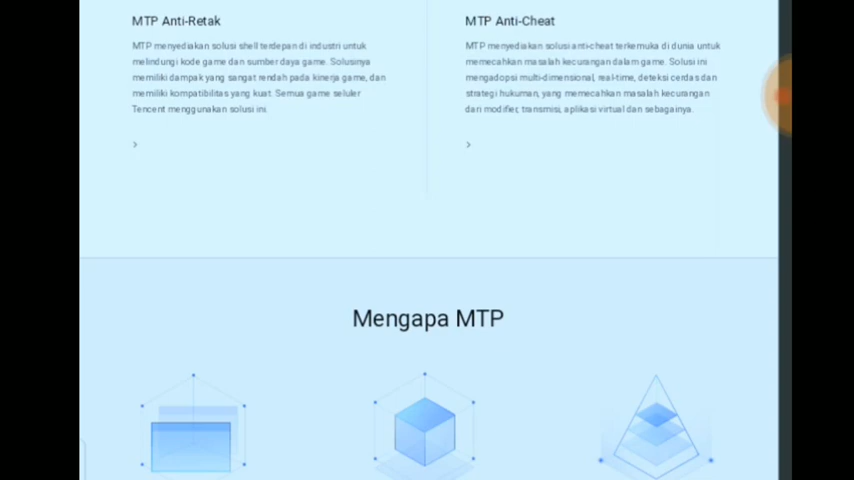 MTP Anti-Retak
MTP menyediakan solusi shell terdepan di industri untuk
melindungi kode game dan sumber daya game. Solusinya
memiliki dampak yang sangat rendah pada kinerja game, dan
memiliki kompatibilitas yang kuat. Semua game seluler
Tencent menggunakan solusi ini.
MTP Anti-Cheat
MTP menyediakan solusi anti-cheat terkemuka di dunia untuk
memecahkan masalah kecurangan dalam game. Solusi ini
mengadopsi multi-dimensional, real-time, deteksi cerdas dan
strategi hukuman, yang memecahkan masalah kecurangan
dari modifier, transmisi, aplikasi virtual dan sebagainya.
Mengapa MTP